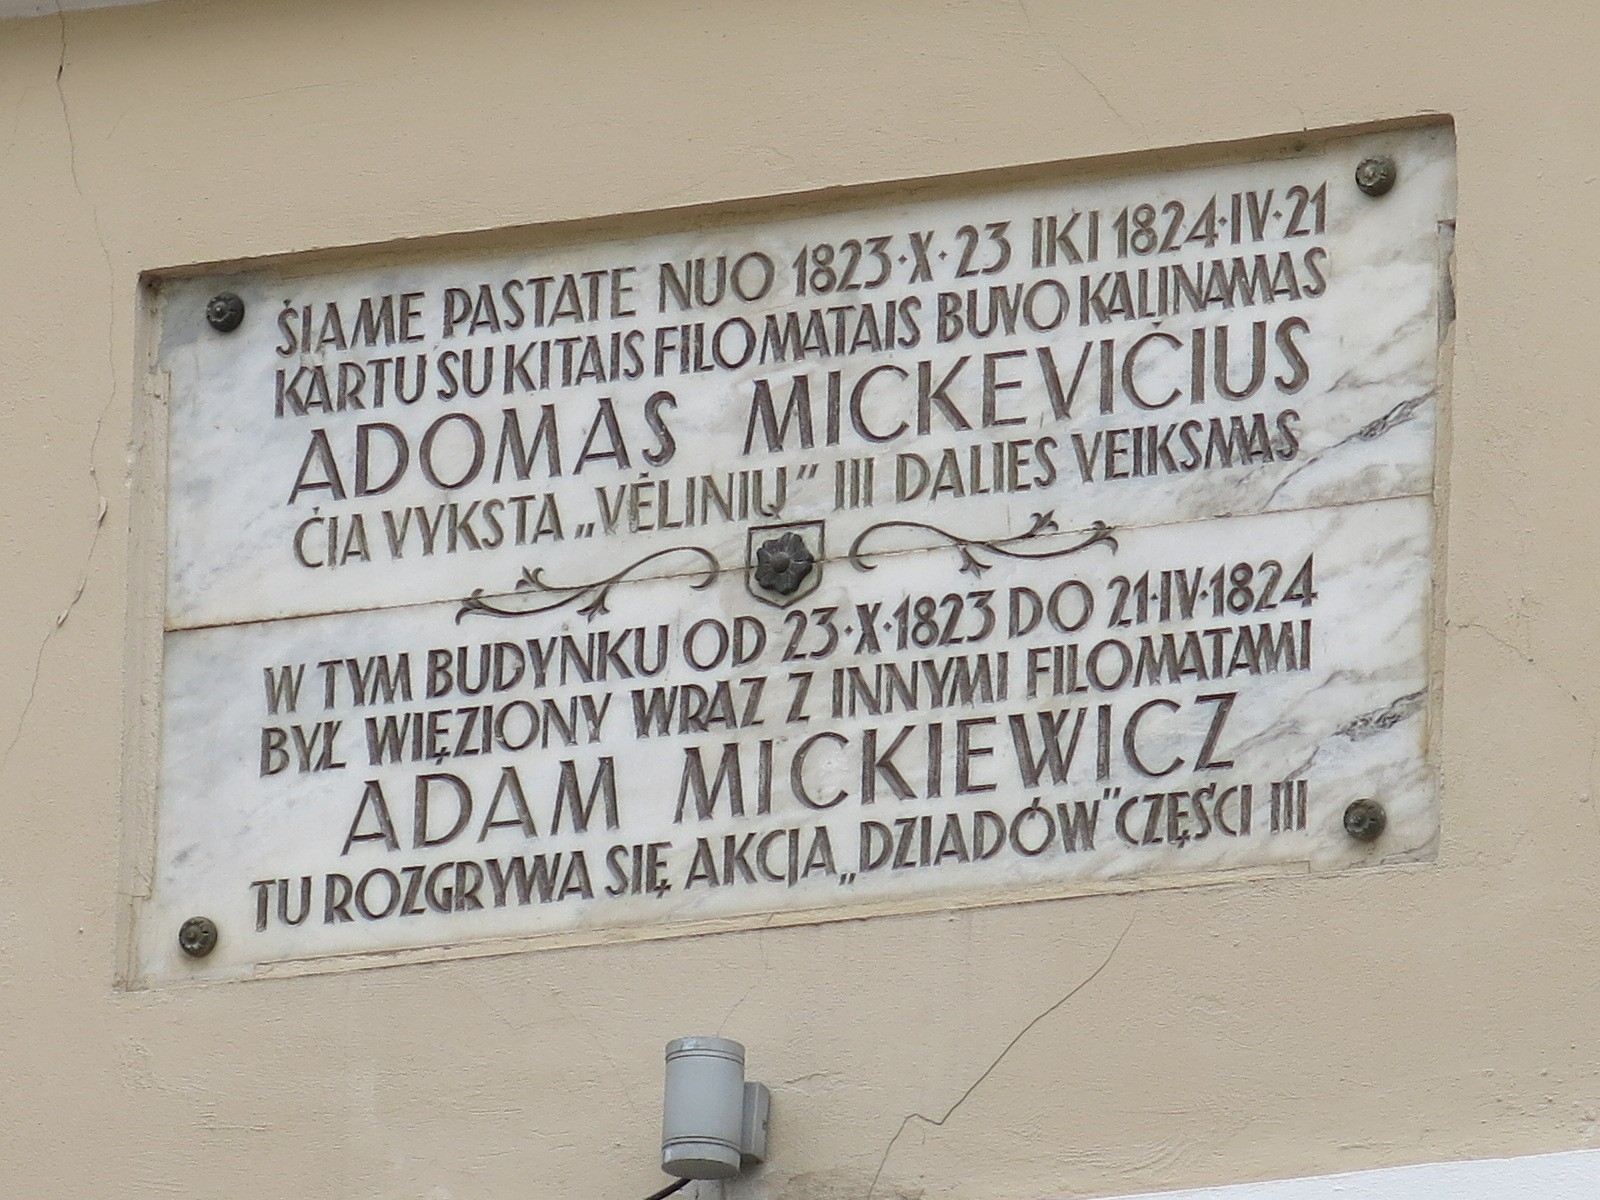 ŠIAME PASTATE NUO 1823·X·23 IKI 1824·IV·21
KARTU SU KITAIS FILOMATAIS BUVO KALINAMAS
ADOMAS MICKEVIČIUS
ČIA VYKSTA „VĖLINIŲ” III DALIES VEIKSMAS
W TYM BUDYNKU OD 23·X·1823 DO 21·IV·1824
BYŁ WIĘZIONY WRAZ Z INNYMI FILOMATAMI
ADAM MICKIEWICZ
TU ROZGRYWA SIĘ AKCJA „DZIADÓW” CZĘŚCI III